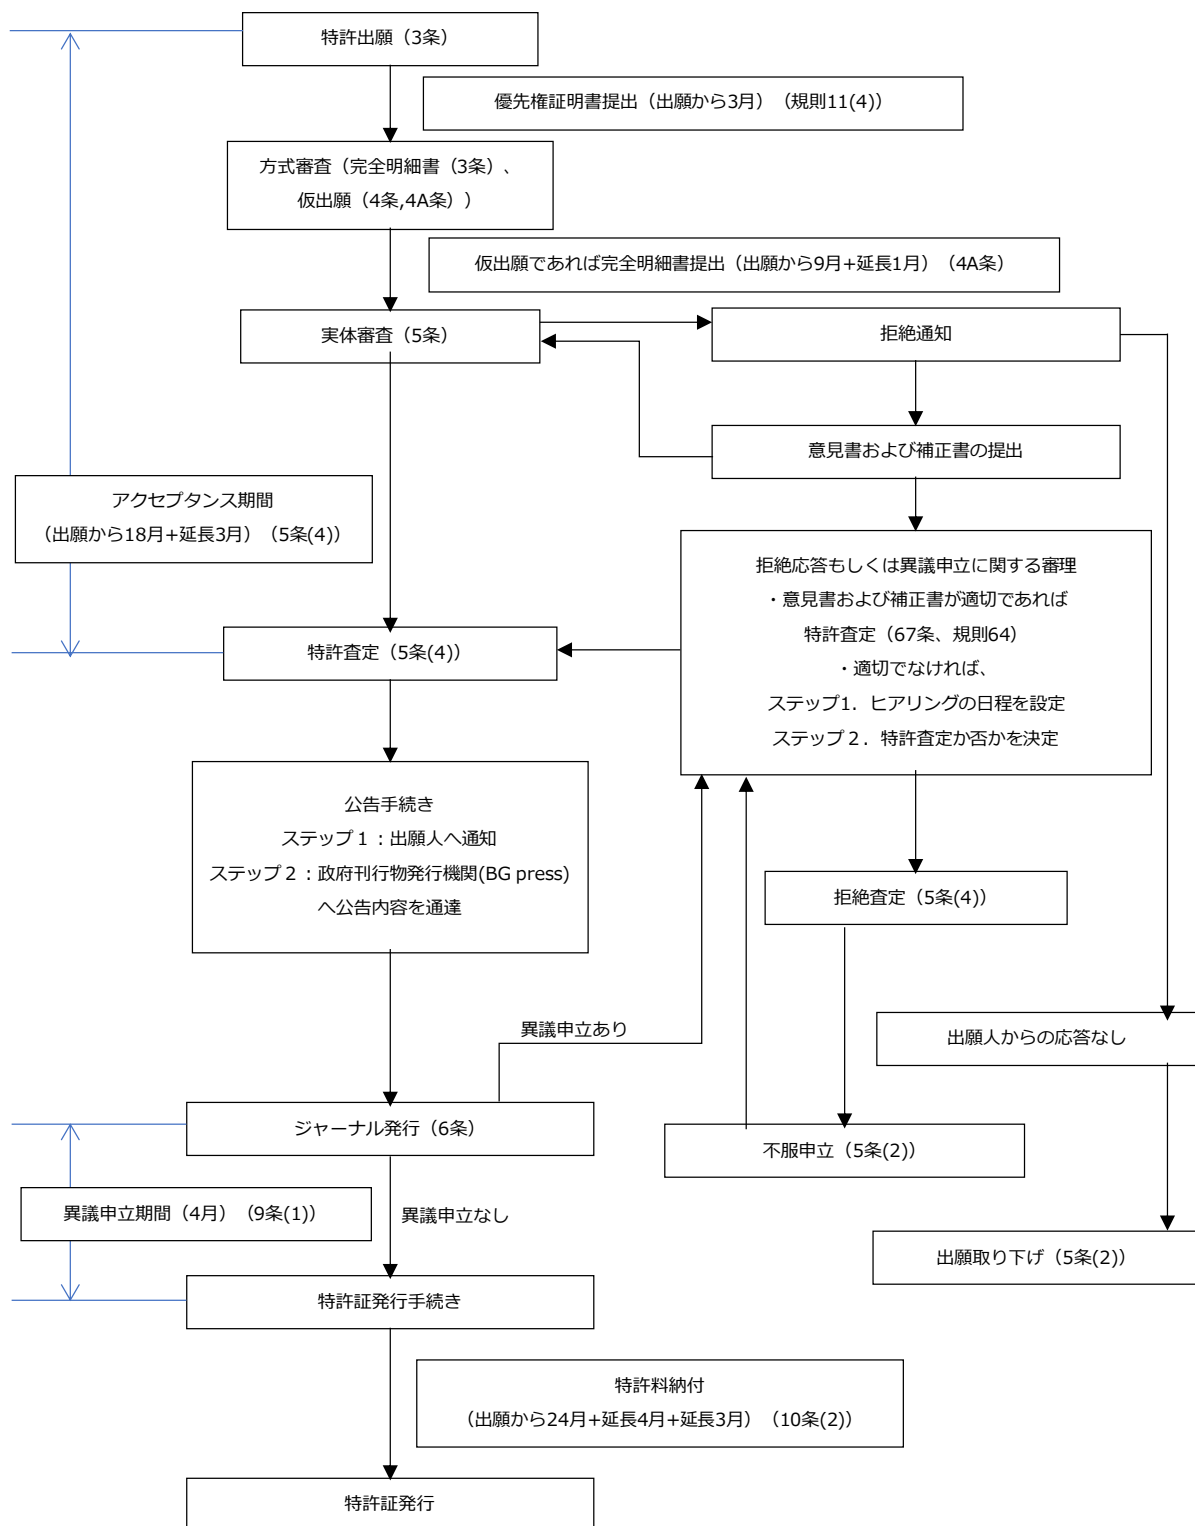 特許出願（3条）
優先権証明書提出（出願から3月）（規則11(4)）
方式審査（完全明細書（3条）、
仮出願（4条,4A条））
仮出願であれば完全明細書提出（出願から9月+延長1月）（4A条）
実体審査（5条）
拒絶通知
意見書および補正書の提出
アクセプタンス期間
（出願から18月+延長3月）（5条(4)）
拒絶応答もしくは異議申立に関する審理
・意見書および補正書が適切であれば
特許査定（67条、規則64）
・適切でなければ、
ステップ1．ヒアリングの日程を設定
ステップ２．特許査定か否かを決定
特許査定（5条(4)）
公告手続き
ステップ１：出願人へ通知
ステップ２：政府刊行物発行機関(BG press)
へ公告内容を通達
拒絶査定（5条(4)）
異議申立あり
出願人からの応答なし
ジャーナル発行（6条）
不服申立（5条(2)）
異議申立期間（4月）（9条(1)）
異議申立なし
出願取り下げ（5条(2)）
特許証発行手続き
特許料納付
（出願から24月+延長4月+延長3月）（10条(2)）
特許証発行